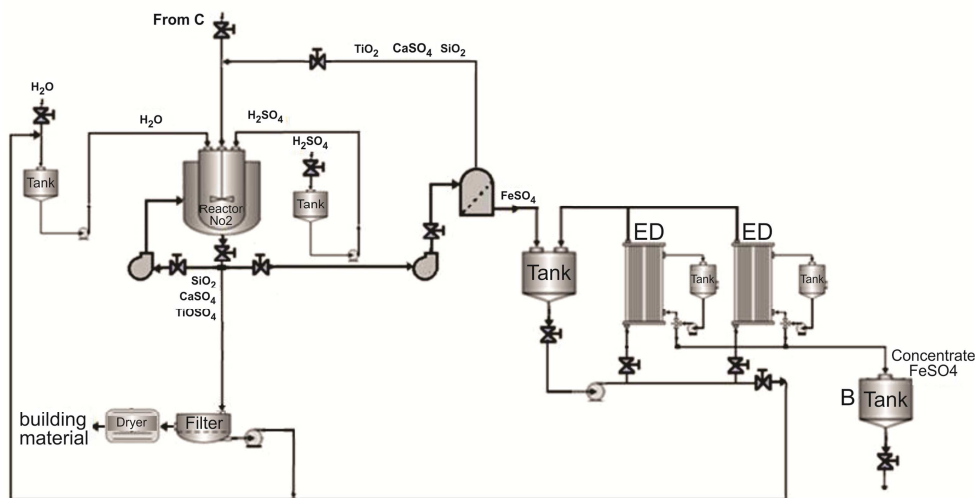 From C
TiO2 CaSO4 SiO2
H2O
H2O
H2SO4
H2SO4
Tank
Reactor
No2
Tank
FeSO4
ED
ED
Tank
Tank
Tank
SiO2
CaSO4
TiOSO4
Concentrate
FeSO4
B
Tank
building
material
Dryer
Filter